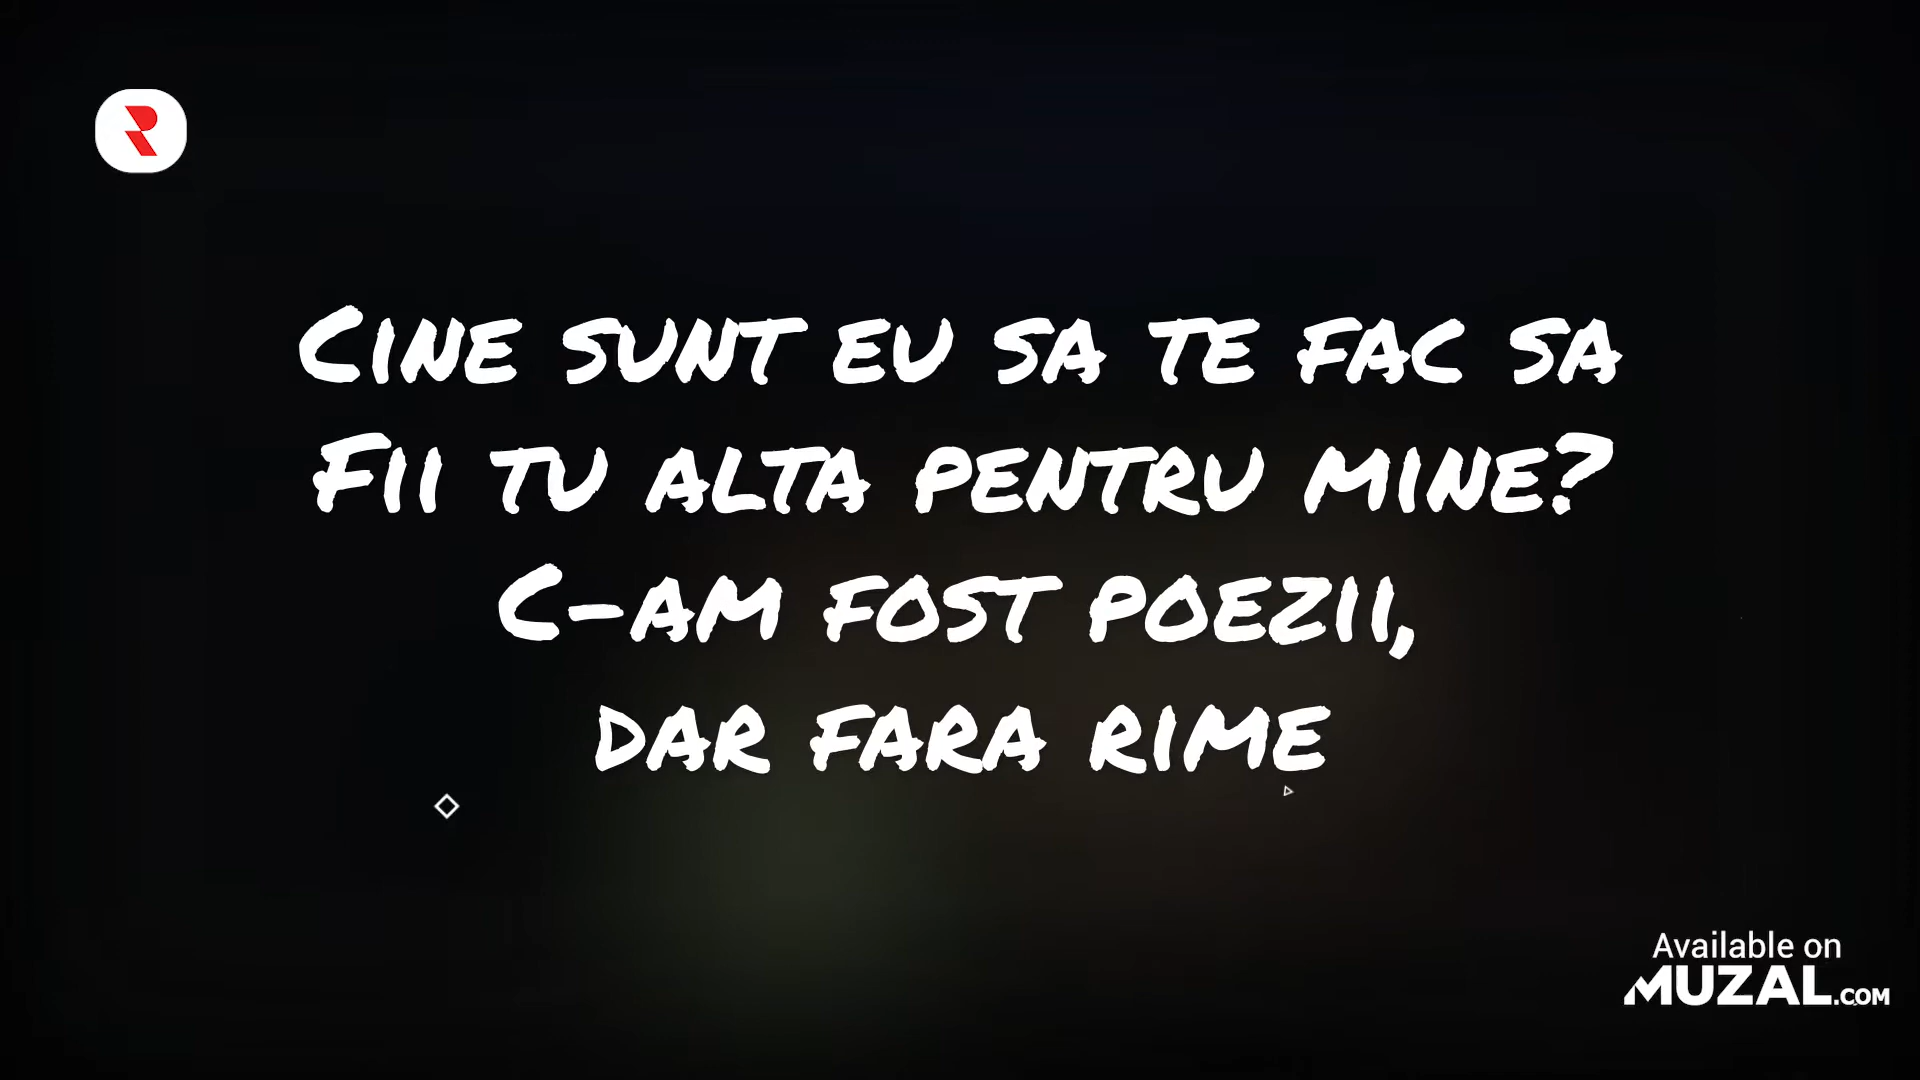 Cine sunt eu sa te fac sa
Fii tu alta pentru mine?
C-am fost poezii,
dar fara rime
Available on
MUZAL.COM